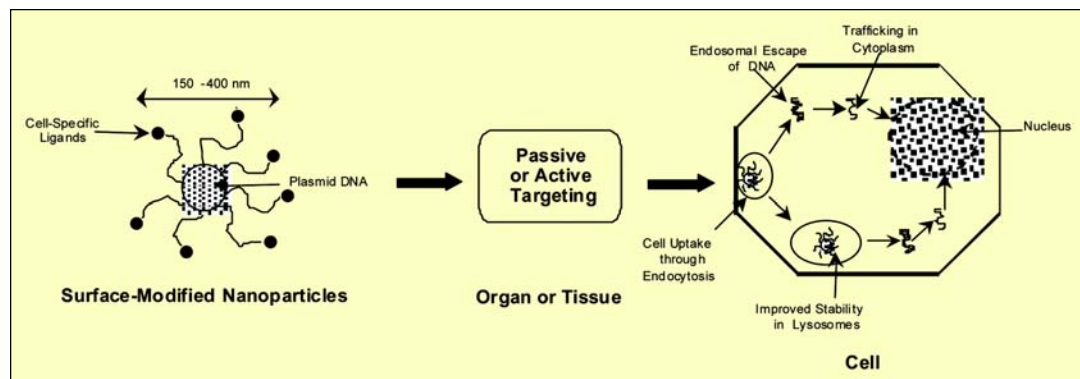 150 -400 nm
Cell-Specific
Ligands
Plasmid DNA
Surface-Modified Nanoparticles
Passive
or Active
Targeting
Organ or Tissue
Endosomal Escape
of DNA
Trafficking in
Cytoplasm
Nucleus
Cell Uptake
through
Endocytosis
Improved Stability
in Lysosomes
Cell